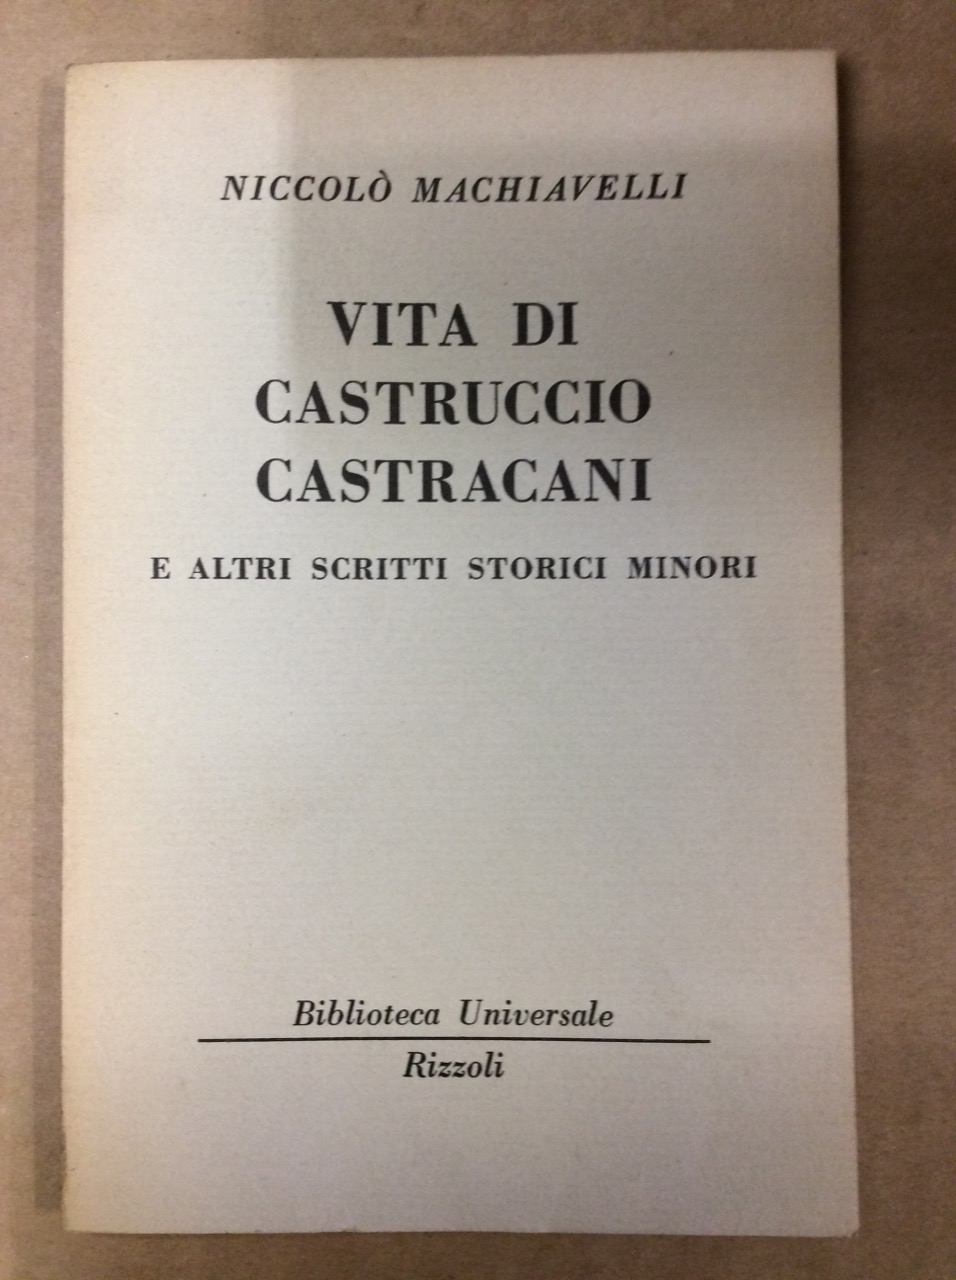 NICCOLÒ MACHIAVELLI
VITA DI
CASTRUCCIO
CASTRACANI
E ALTRI SCRITTI STORICI MINORI
Biblioteca Universale
Rizzoli